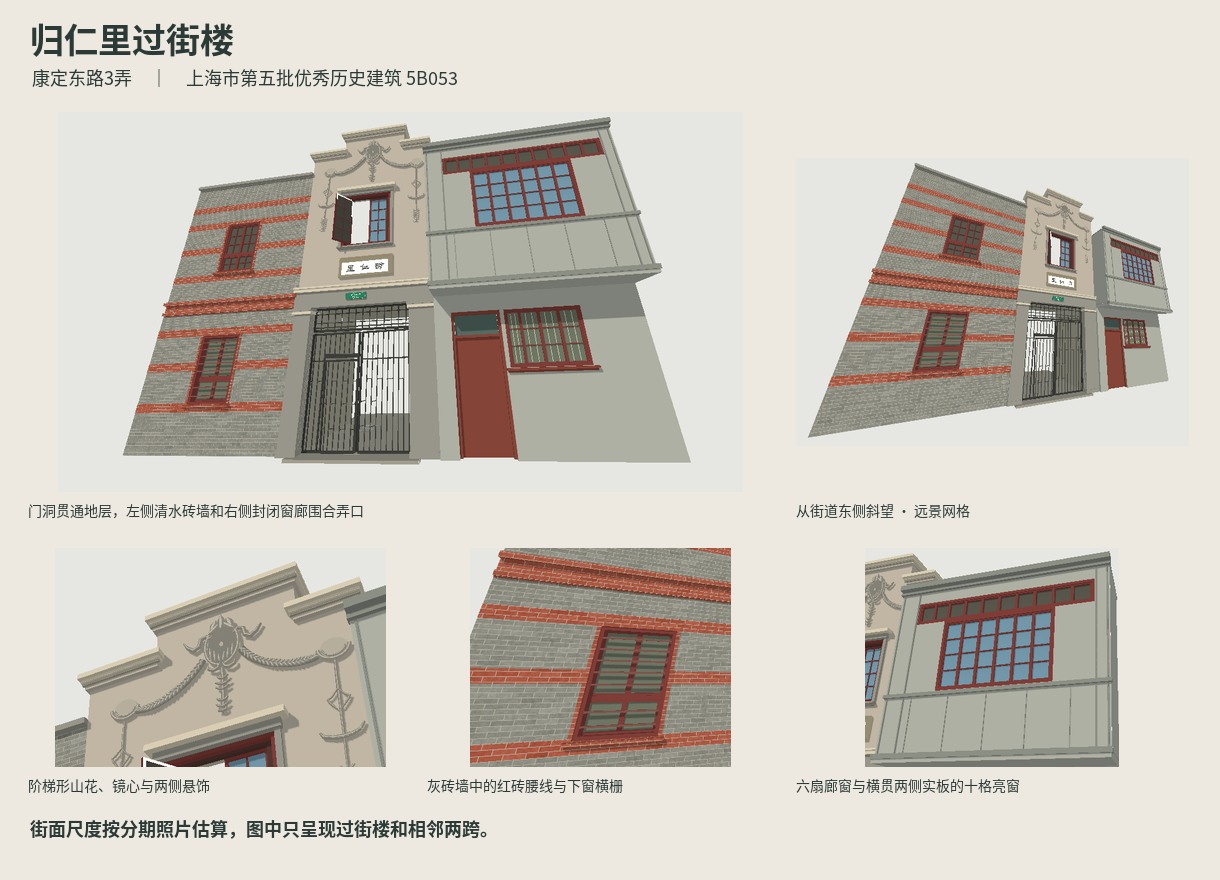 归仁里过街楼
康定东路3弄 ｜ 上海市第五批优秀历史建筑 5B053
里仁归
门洞贯通地层，左侧清水砖墙和右侧封闭窗廊围合弄口
从街道东侧斜望 · 远景网格
阶梯形山花、镜心与两侧悬饰
灰砖墙中的红砖腰线与下窗横栅
六扇廊窗与横贯两侧实板的十格亮窗
街面尺度按分期照片估算，图中只呈现过街楼和相邻两跨。